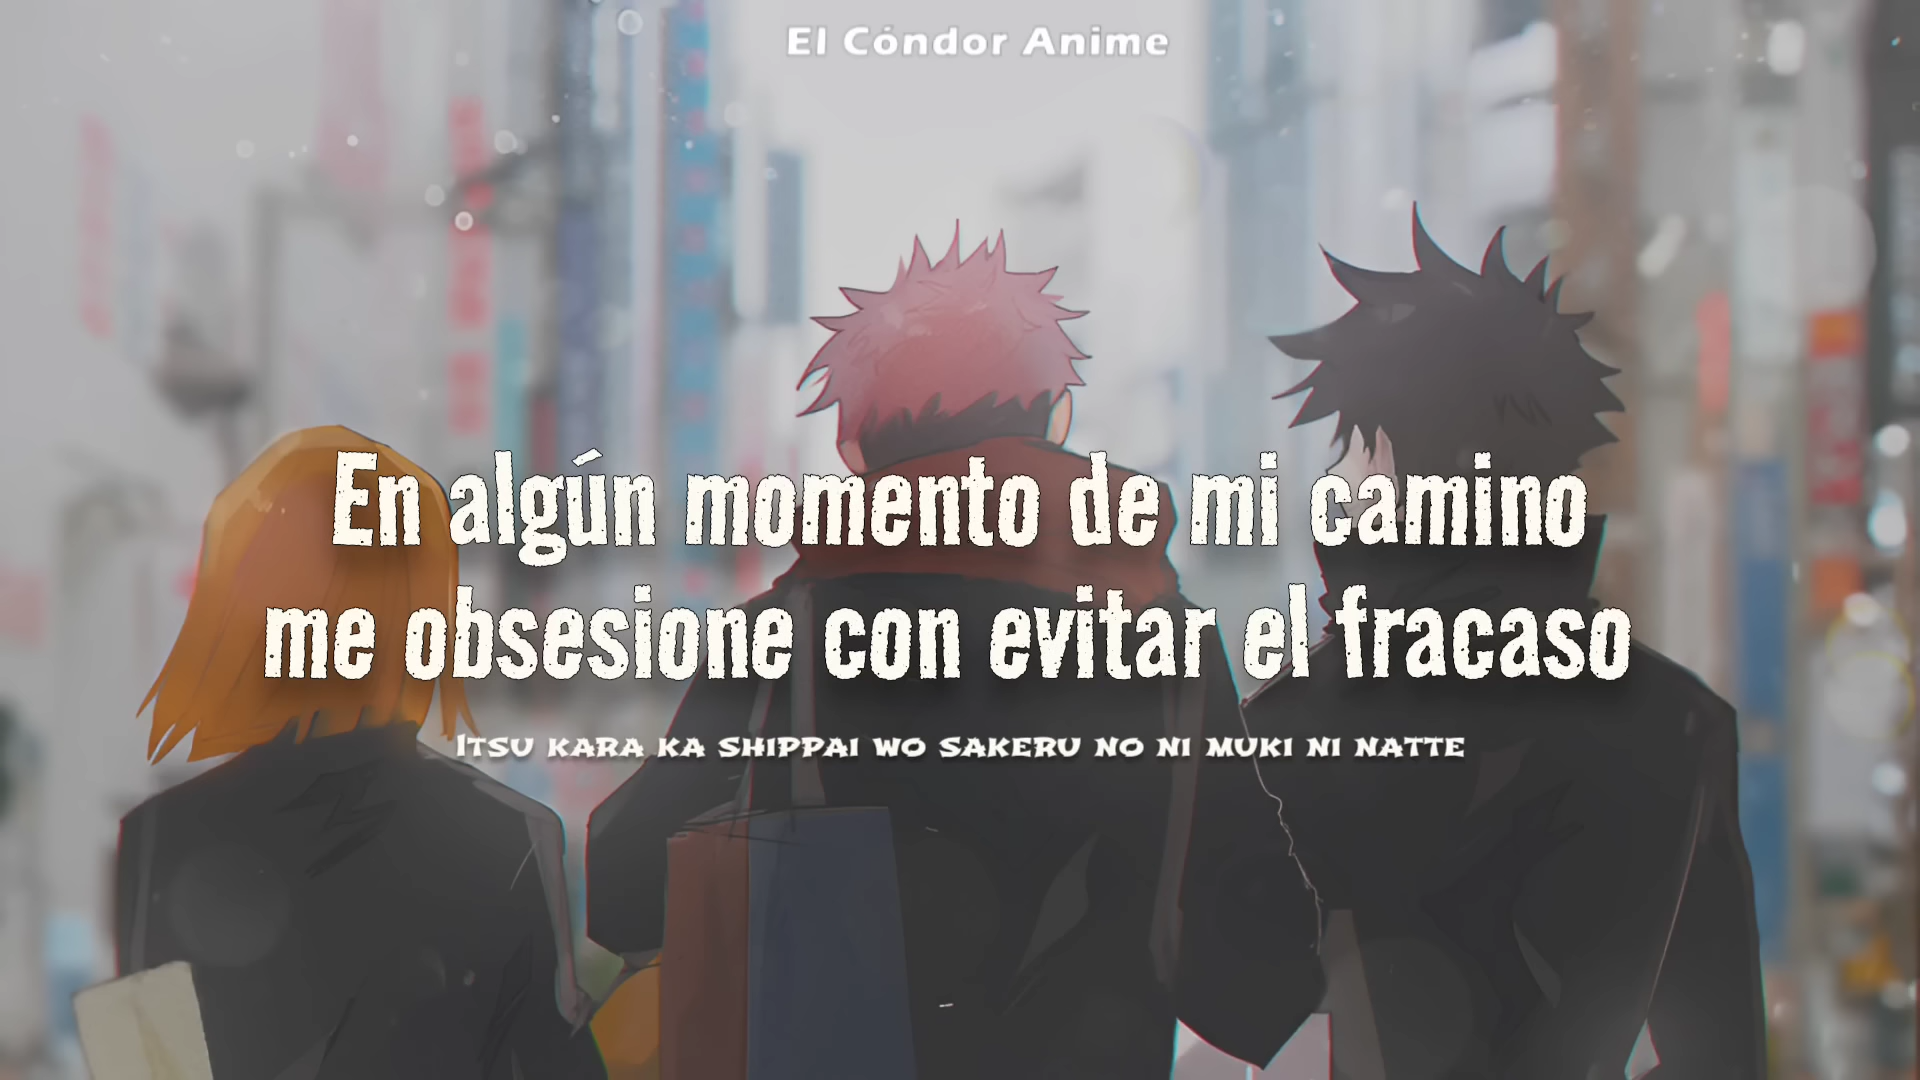 El Cóndor Anime
En algún momento de mi camino
me obsesione con evitar el fracaso
Itsu kara ka shippai wo sakeru no ni muki ni natte